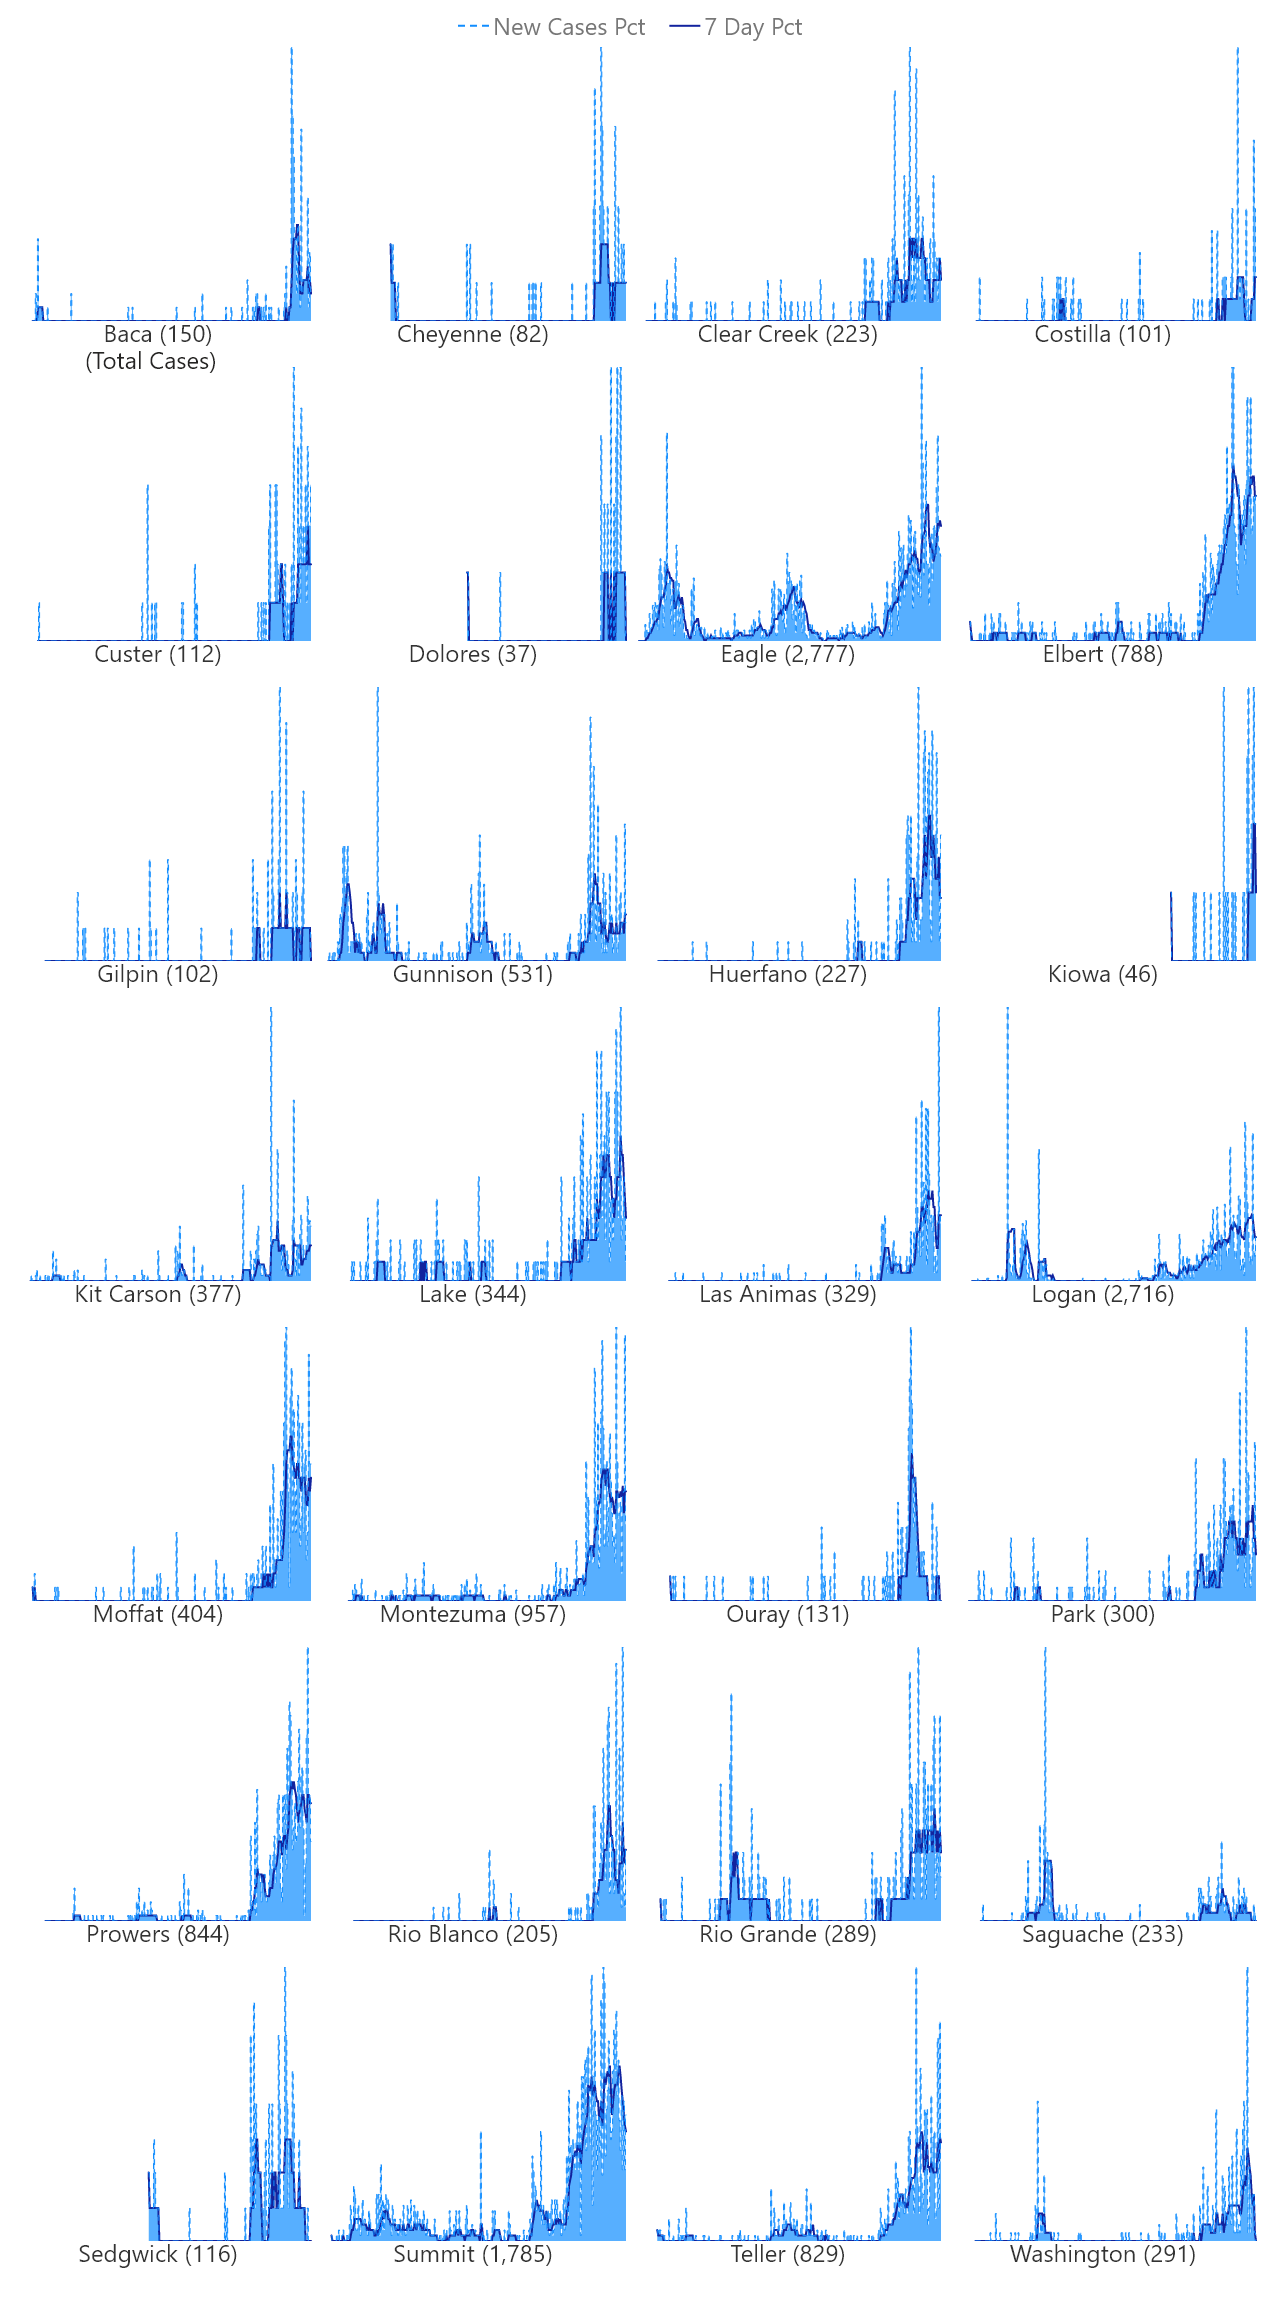 New Cases Pct 7 Day Pct
Baca (150) Cheyenne (82) Clear Creek (223) Costilla (101)
(Total Cases)
Custer (112) Dolores (37) Eagle (2,777) Elbert (788)
Gilpin (102) Gunnison (531) Huerfano (227) Kiowa (46)
Kit Carson (377) Lake (344) Las Animas (329) Logan (2,716)
Moffat (404) Montezuma (957) Ouray (131) Park (300)
Prowers (844) Rio Blanco (205) Rio Grande (289) Saguache (233)
Sedgwick (116) Summit (1,785) Teller (829) Washington (291)